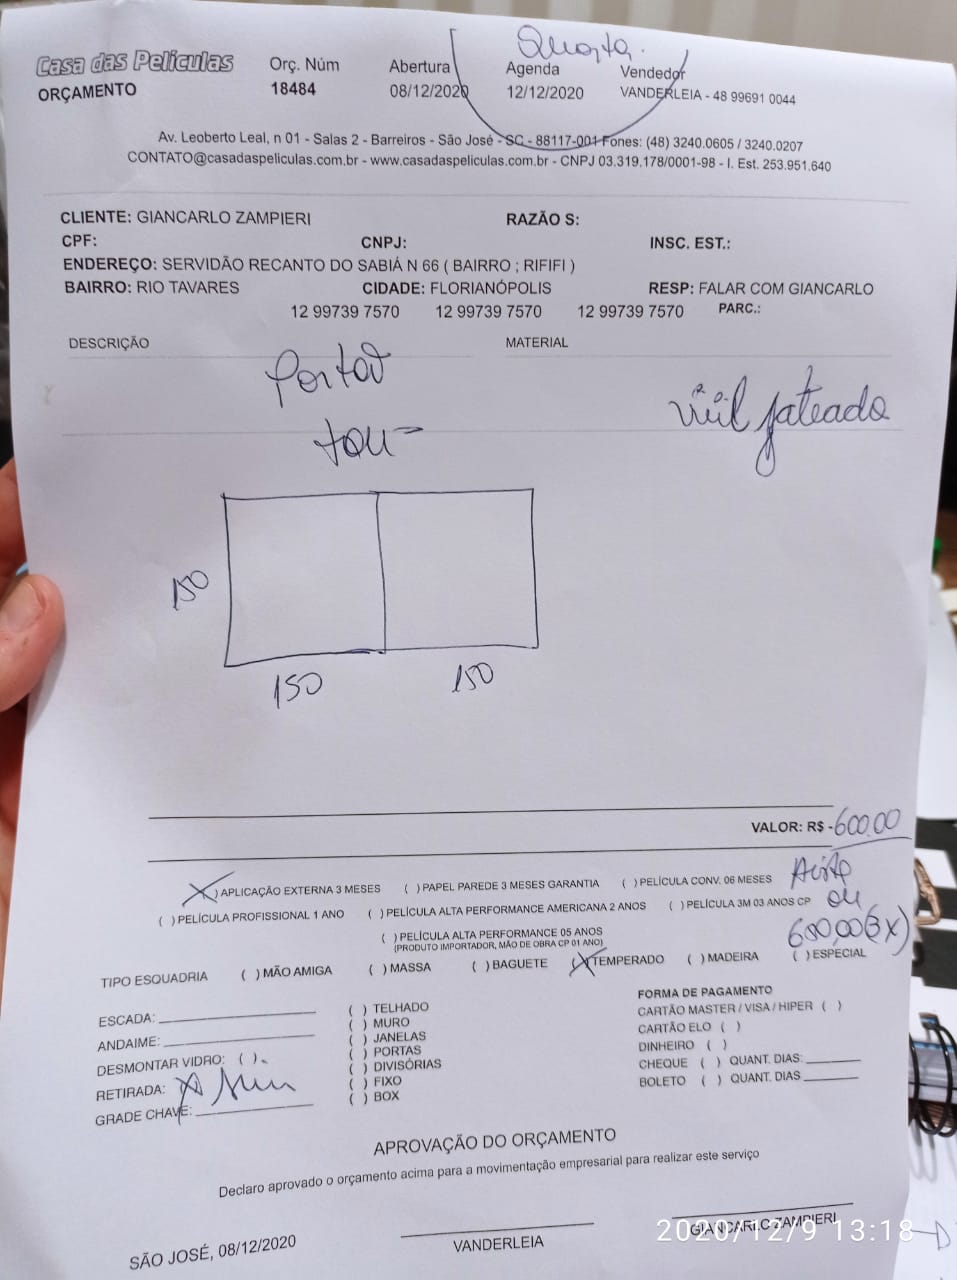 Quarta.
Casa das Películas
ORÇAMENTO
Orç. Núm
18484
Abertura
08/12/2020
Agenda
12/12/2020
Vendedor
VANDERLEIA - 48 99691 0044
Av. Leoberto Leal, n 01 - Salas 2 - Barreiros - São José - SC - 88117-001 Fones: (48) 3240.0605 / 3240.0207
CONTATO@casadaspeliculas.com.br - www.casadaspeliculas.com.br - CNPJ 03.319.178/0001-98 - I. Est. 253.951.640
CLIENTE: GIANCARLO ZAMPIERI RAZÃO S:
CPF: CNPJ: INSC. EST.:
ENDEREÇO: SERVIDÃO RECANTO DO SABIÁ N 66 ( BAIRRO ; RIFIFI )
BAIRRO: RIO TAVARES CIDADE: FLORIANÓPOLIS RESP: FALAR COM GIANCARLO
12 99739 7570 12 99739 7570 12 99739 7570 PARC.:
DESCRIÇÃO MATERIAL
jateado
150
150 150
VALOR: R$ -600,00
(X) APLICAÇÃO EXTERNA 3 MESES ( ) PAPEL PAREDE 3 MESES GARANTIA ( ) PELÍCULA CONV. 06 MESES
ou
( ) PELÍCULA PROFISSIONAL 1 ANO ( ) PELÍCULA ALTA PERFORMANCE AMERICANA 2 ANOS ( ) PELÍCULA 3M 03 ANOS CP
( ) PELÍCULA ALTA PERFORMANCE 05 ANOS
(PRODUTO IMPORTADOR, MÃO DE OBRA CP 01 ANO)
(3X)
TIPO ESQUADRIA ( ) MÃO AMIGA ( ) MASSA ( ) BAGUETE (X) TEMPERADO ( ) MADEIRA ( ) ESPECIAL
ESCADA:
ANDAIME:
DESMONTAR VIDRO: ( ).
RETIRADA:
GRADE CHAVE:
( ) TELHADO
( ) MURO
( ) JANELAS
( ) PORTAS
( ) DIVISÓRIAS
( ) FIXO
( ) BOX
FORMA DE PAGAMENTO
CARTÃO MASTER / VISA / HIPER ( )
CARTÃO ELO ( )
DINHEIRO ( )
CHEQUE ( ) QUANT. DIAS:
BOLETO ( ) QUANT. DIAS
APROVAÇÃO DO ORÇAMENTO
Declaro aprovado o orçamento acima para a movimentação empresarial para realizar este serviço
SÃO JOSÉ, 08/12/2020
VANDERLEIA
GIANCARLO ZAMPIERI
2020/12/9 13:18